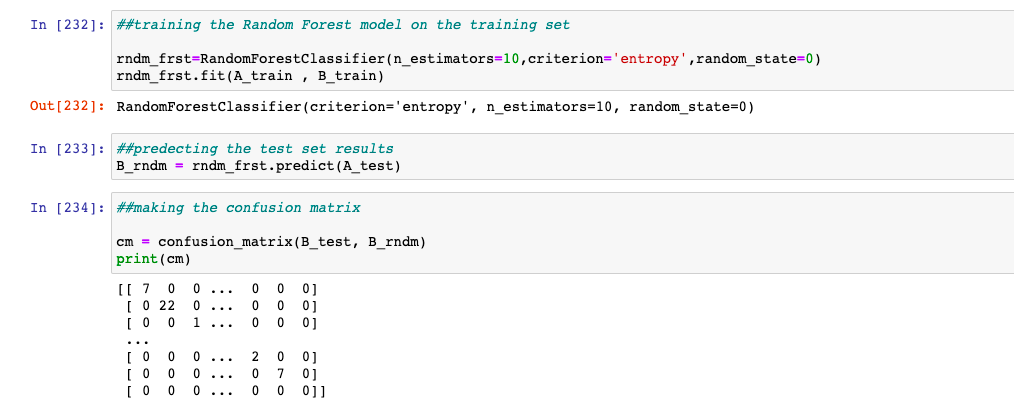 In [232]: ##training the Random Forest model on the training set
rndm_frst=RandomForestClassifier(n_estimators=10,criterion='entropy',random_state=0)
rndm_frst.fit(A_train , B_train)
Out[232]: RandomForestClassifier(criterion='entropy', n_estimators=10, random_state=0)
In [233]: ##predecting the test set results
B_rndm = rndm_frst.predict(A_test)
In [234]: ##making the confusion matrix
cm = confusion_matrix(B_test, B_rndm)
print(cm)
[[ 7  0  0 ...  0  0  0]
 [ 0 22  0 ...  0  0  0]
 [ 0  0  1 ...  0  0  0]
 ...
 [ 0  0  0 ...  2  0  0]
 [ 0  0  0 ...  0  7  0]
 [ 0  0  0 ...  0  0  0]]